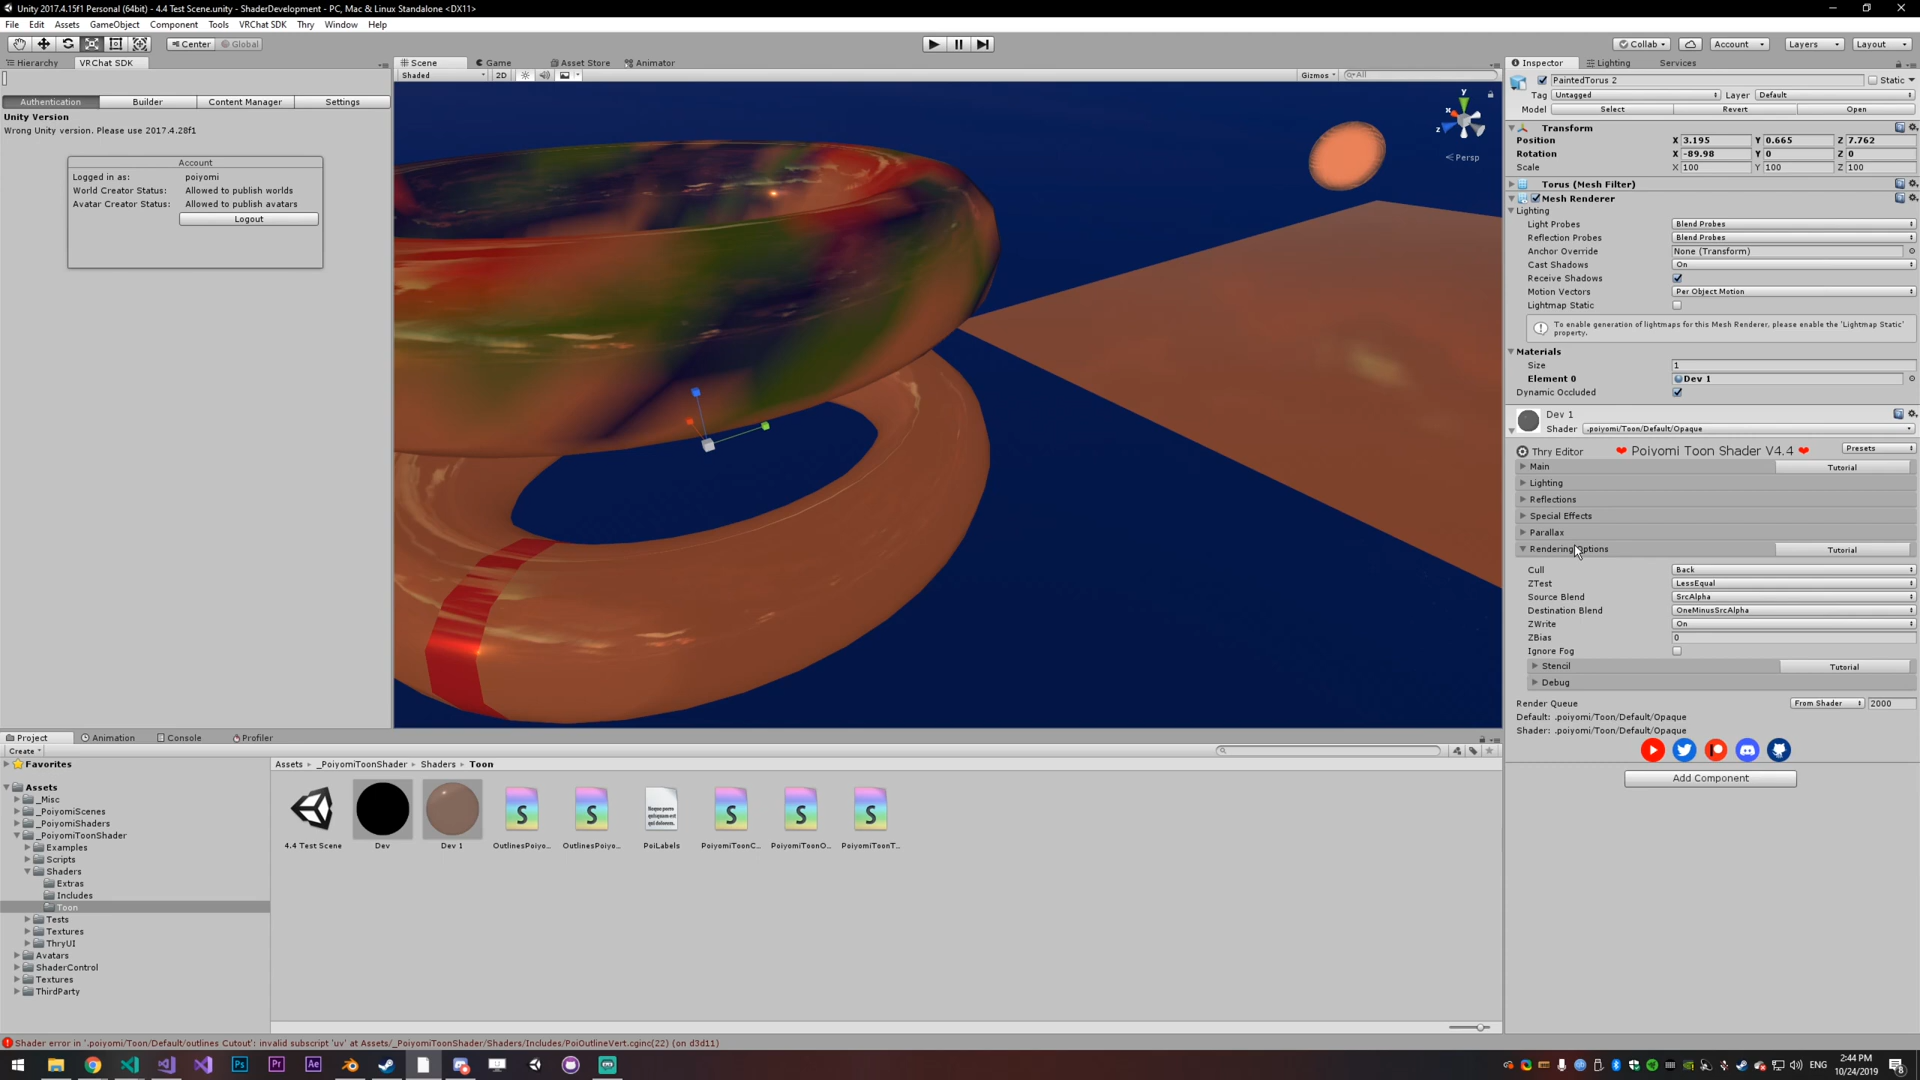 Unity 2017.4.15f1 Personal (64bit) - 4.4 Test Scene.unity - ShaderDevelopment - PC, Mac & Linux Standalone <DX11>
File Edit Assets GameObject Component Tools VRChat SDK Thry Window Help
Center Global Collab Account Layers Layout
Hierarchy VRChat SDK
Authentication Builder Content Manager Settings
Unity Version
Wrong Unity version. Please use 2017.4.28f1
Account
Logged in as: poiyomi
World Creator Status: Allowed to publish worlds
Avatar Creator Status: Allowed to publish avatars
Logout
Scene Game Asset Store Animator
Shaded 2D Gizmos All
y
x
z
Persp
Inspector Lighting Services
PaintedTorus 2 Static
Tag Untagged Layer Default
Model Select Revert Open
Transform
Position X 3.195 Y 0.665 Z 7.762
Rotation X -89.98 Y 0 Z 0
Scale X 100 Y 100 Z 100
Torus (Mesh Filter)
Mesh Renderer
Lighting
Light Probes Blend Probes
Reflection Probes Blend Probes
Anchor Override None (Transform)
Cast Shadows On
Receive Shadows
Motion Vectors Per Object Motion
Lightmap Static
To enable generation of lightmaps for this Mesh Renderer, please enable the 'Lightmap Static'
property.
Materials
Size 1
Element 0 Dev 1
Dynamic Occluded
Dev 1
Shader .poiyomi/Toon/Default/Opaque
Thry Editor ❤ Poiyomi Toon Shader V4.4 ❤ Presets
Main Tutorial
Lighting
Reflections
Special Effects
Parallax
Rendering Options Tutorial
Cull Back
ZTest LessEqual
Source Blend SrcAlpha
Destination Blend OneMinusSrcAlpha
ZWrite On
ZBias 0
Ignore Fog
Stencil Tutorial
Debug
Render Queue From Shader 2000
Default: .poiyomi/Toon/Default/Opaque
Shader: .poiyomi/Toon/Default/Opaque
Add Component
Project Animation Console Profiler
Create
Favorites
Assets
_Misc
_PoiyomiScenes
_PoiyomiShaders
_PoiyomiToonShader
Examples
Scripts
Shaders
Extras
Includes
Toon
Tests
Textures
ThryUI
Avatars
ShaderControl
Textures
ThirdParty
Assets _PoiyomiToonShader Shaders Toon
4.4 Test Scene Dev Dev 1 OutlinesPoiyo... OutlinesPoiyo... PoiLabels PoiyomiToonC... PoiyomiToonO... PoiyomiToonT...
Shader error in '.poiyomi/Toon/Default/outlines Cutout': invalid subscript 'uv' at Assets/_PoiyomiToonShader/Shaders/Includes/PoiOutlineVert.cginc(22) (on d3d11)
Ps Pr Ae
ENG
2:44 PM
10/24/2019